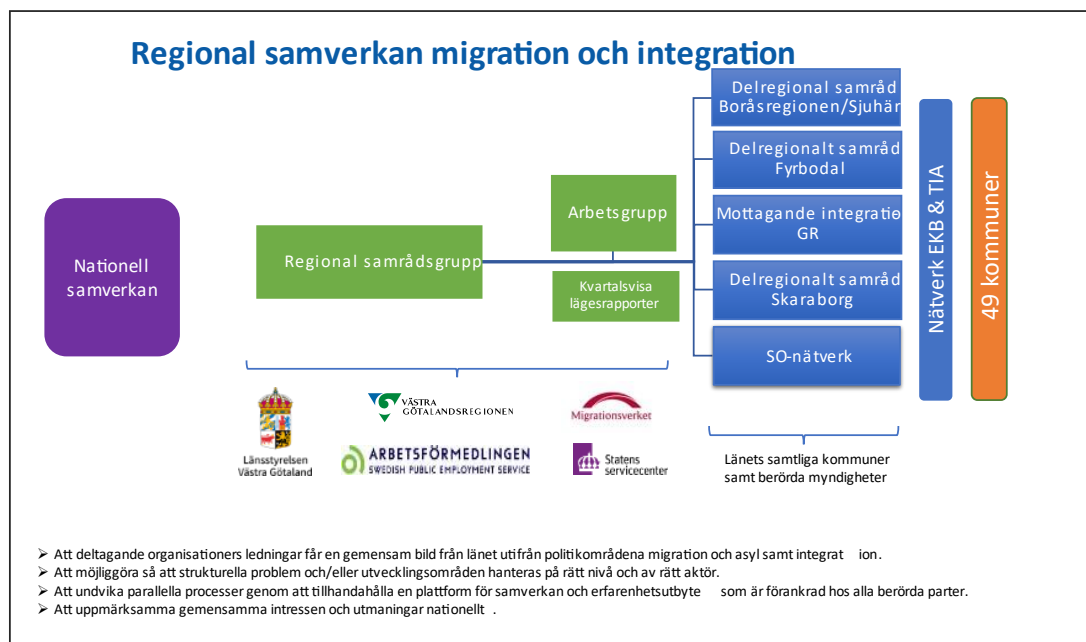 Regional samverkan migration och integration
Nationell
samverkan
Regional samrådsgrupp
Arbetsgrupp
Kvartalsvisa
lägesrapporter
Delregional samråd
Boråsregionen/Sjuhär
Delregionalt samråd
Fyrbodal
Mottagande integratio
GR
Delregionalt samråd
Skaraborg
SO-nätverk
Nätverk EKB & TIA
49 kommuner
Länsstyrelsen
Västra Götaland
VÄSTRA
GÖTALANDSREGIONEN
Migrationsverket
ARBETSFÖRMEDLINGEN
SWEDISH PUBLIC EMPLOYMENT SERVICE
Statens
servicecenter
Länets samtliga kommuner
samt berörda myndigheter
➢ Att deltagande organisationers ledningar får en gemensam bild från länet utifrån politikområdena migration och asyl samt integrat ion.
➢ Att möjliggöra så att strukturella problem och/eller utvecklingsområden hanteras på rätt nivå och av rätt aktör.
➢ Att undvika parallella processer genom att tillhandahålla en plattform för samverkan och erfarenhetsutbyte som är förankrad hos alla berörda parter.
➢ Att uppmärksamma gemensamma intressen och utmaningar nationellt .